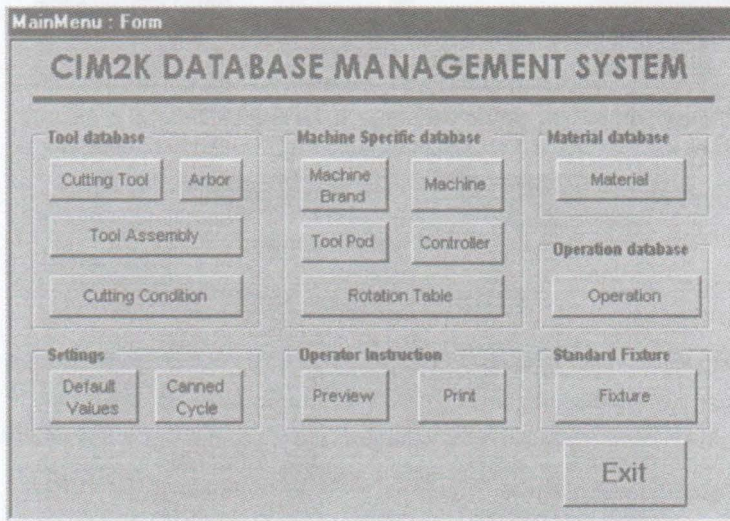 MainMenu : Form
CIM2K DATABASE MANAGEMENT SYSTEM
Tool database
Cutting Tool
Arbor
Tool Assembly
Cutting Condition
Machine Specific database
Machine
Brand
Machine
Tool Pod
Controller
Rotation Table
Material database
Material
Operation database
Operation
Settings
Default
Values
Canned
Cycle
Operator Instruction
Preview
Print
Standard Fixture
Fixture
Exit